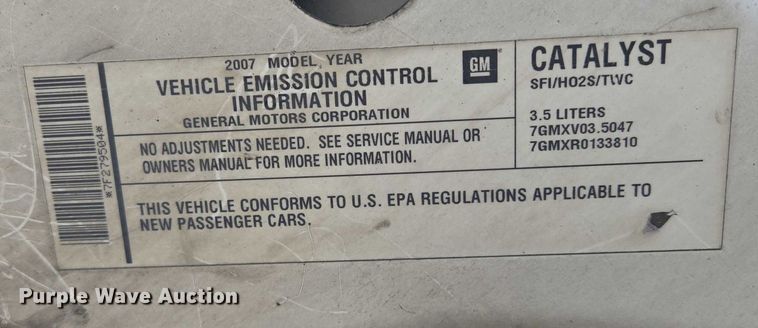 2007 MODEL YEAR
VEHICLE EMISSION CONTROL
INFORMATION
GENERAL MOTORS CORPORATION
GM
CATALYST
SFI/HO2S/TWC
3.5 LITERS
7GMXV03.5047
7GMXR0133810
*7F279504*
NO ADJUSTMENTS NEEDED. SEE SERVICE MANUAL OR
OWNERS MANUAL FOR MORE INFORMATION.
THIS VEHICLE CONFORMS TO U.S. EPA REGULATIONS APPLICABLE TO
NEW PASSENGER CARS.
Purple Wave Auction